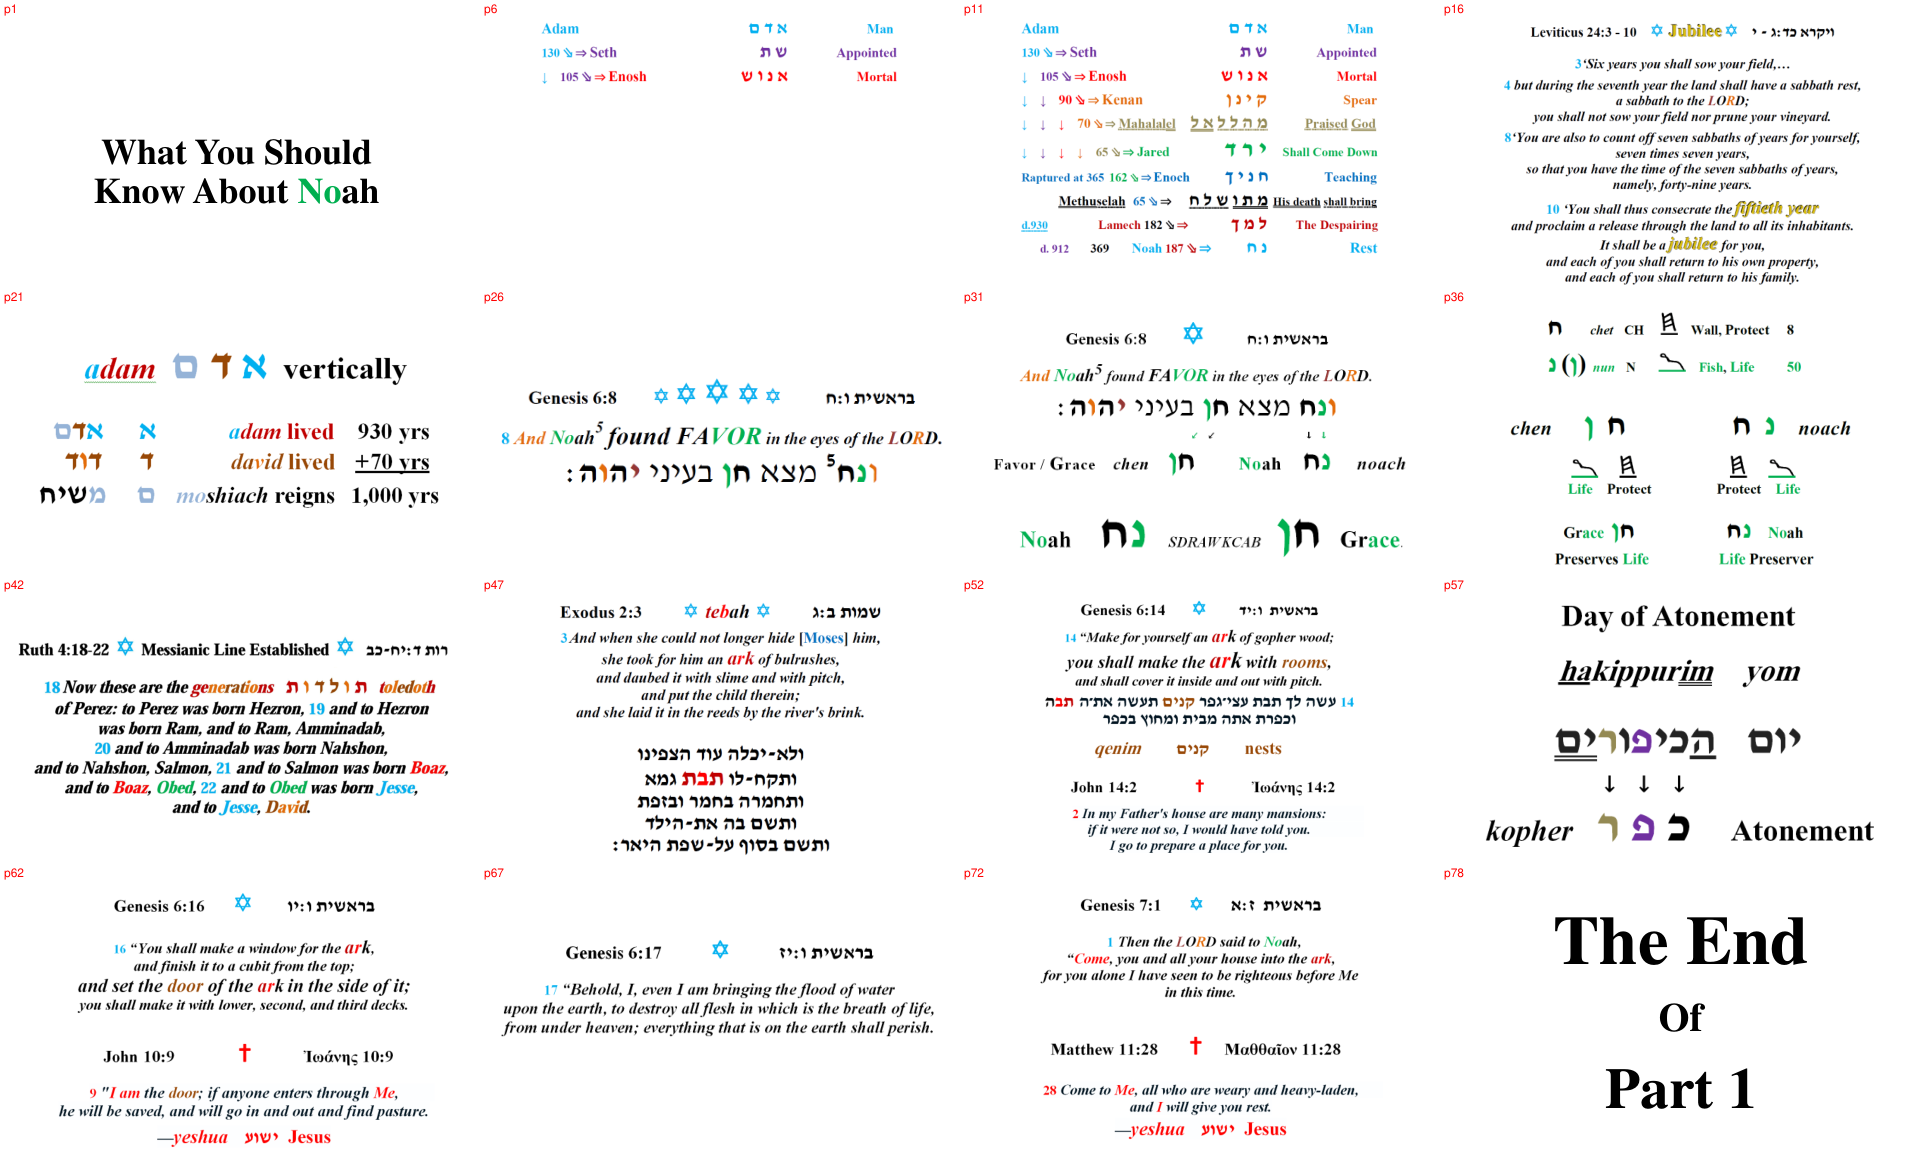 p1
What You Should
Know About Noah
p6
Adam אדם Man
130 ⇘ ⇒ Seth שת Appointed
↓ 105 ⇘ ⇒ Enosh אנוש Mortal
p11
Adam אדם Man
130 ⇘ ⇒ Seth שת Appointed
↓ 105 ⇘ ⇒ Enosh אנוש Mortal
↓ ↓ 90 ⇘ ⇒ Kenan קינן Spear
↓ ↓ ↓ 70 ⇘ ⇒ Mahalalel מהללאל Praised God
↓ ↓ ↓ ↓ 65 ⇘ ⇒ Jared ירד Shall Come Down
Raptured at 365 162 ⇘ ⇒ Enoch חניך Teaching
Methuselah 65 ⇘ ⇒ מתושלח His death shall bring
d.930 Lamech 182 ⇘ ⇒ למך The Despairing
d. 912 369 Noah 187 ⇘ ⇒ נח Rest
p16
Leviticus 24:3 - 10 ✡ Jubilee ✡ ויקרא כד:ג - י
3 ‘Six years you shall sow your field,…
4 but during the seventh year the land shall have a sabbath rest,
a sabbath to the LORD;
you shall not sow your field nor prune your vineyard.
8 ‘You are also to count off seven sabbaths of years for yourself,
seven times seven years,
so that you have the time of the seven sabbaths of years,
namely, forty-nine years.
10 ‘You shall thus consecrate the fiftieth year
and proclaim a release through the land to all its inhabitants.
It shall be a jubilee for you,
and each of you shall return to his own property,
and each of you shall return to his family.
p21
adam אדם vertically
אדם א adam lived 930 yrs
דוד ד david lived +70 yrs
משיח ם moshiach reigns 1,000 yrs
p26
Genesis 6:8 ✡ ✡ ✡ ✡ ✡ בראשית ו:ח
8 And Noah5 found FAVOR in the eyes of the LORD.
ונח5 מצא חן בעיני יהוה:
p31
Genesis 6:8 ✡ בראשית ו:ח
And Noah5 found FAVOR in the eyes of the LORD.
ונח מצא חן בעיני יהוה:
Favor / Grace chen חן Noah נח noach
Noah נח SDRAWKCAB חן Grace.
p36
ח chet CH Wall, Protect 8
נ (ן) nun N Fish, Life 50
chen חן נח noach
Life Protect Protect Life
Grace חן נח Noah
Preserves Life Life Preserver
p42
Ruth 4:18-22 ✡ Messianic Line Established ✡ רות ד:יח-כב
18 Now these are the generations תולדות toledoth
of Perez: to Perez was born Hezron, 19 and to Hezron
was born Ram, and to Ram, Amminadab,
20 and to Amminadab was born Nahshon,
and to Nahshon, Salmon, 21 and to Salmon was born Boaz,
and to Boaz, Obed, 22 and to Obed was born Jesse,
and to Jesse, David.
p47
Exodus 2:3 ✡ tebah ✡ שמות ב:ג
3 And when she could not longer hide [Moses] him,
she took for him an ark of bulrushes,
and daubed it with slime and with pitch,
and put the child therein;
and she laid it in the reeds by the river's brink.
ולא-יכלה עוד הצפינו
ותקח-לו תבת גמא
ותחמרה בחמר ובזפת
ותשם בה את-הילד
ותשם בסוף על-שפת היאר:
p52
Genesis 6:14 ✡ בראשית ו:יד
14 “Make for yourself an ark of gopher wood;
you shall make the ark with rooms,
and shall cover it inside and out with pitch.
14 עשה לך תבת עצי־גפר קנים תעשה את־ה תבה
וכפרת אתה מבית ומחוץ בכפר
qenim קנים nests
John 14:2 ✝ Ἰωάνης 14:2
2 In my Father's house are many mansions:
if it were not so, I would have told you.
I go to prepare a place for you.
p57
Day of Atonement
hakippurim yom
יום הכיפורים
↓ ↓ ↓
kopher כפר Atonement
p62
Genesis 6:16 ✡ בראשית ו:יו
16 “You shall make a window for the ark,
and finish it to a cubit from the top;
and set the door of the ark in the side of it;
you shall make it with lower, second, and third decks.
John 10:9 ✝ Ἰωάνης 10:9
9 "I am the door; if anyone enters through Me,
he will be saved, and will go in and out and find pasture.
—yeshua ישוע Jesus
p67
Genesis 6:17 ✡ בראשית ו:יז
17 “Behold, I, even I am bringing the flood of water
upon the earth, to destroy all flesh in which is the breath of life,
from under heaven; everything that is on the earth shall perish.
p72
Genesis 7:1 ✡ בראשית ז:א
1 Then the LORD said to Noah,
“Come, you and all your house into the ark,
for you alone I have seen to be righteous before Me
in this time.
Matthew 11:28 ✝ Μαθθαῖον 11:28
28 Come to Me, all who are weary and heavy-laden,
and I will give you rest.
—yeshua ישוע Jesus
p78
The End
Of
Part 1